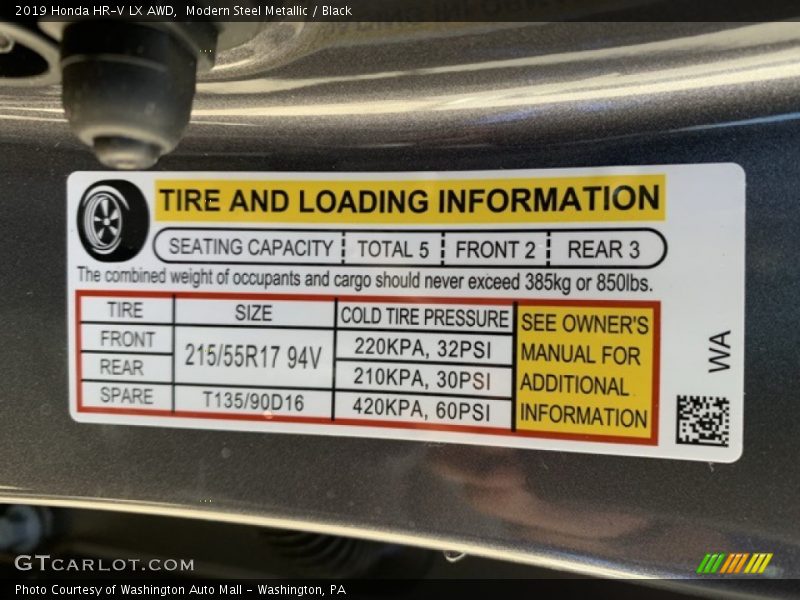 2019 Honda HR-V LX AWD,  Modern Steel Metallic / Black
TIRE AND LOADING INFORMATION
SEATING CAPACITY TOTAL 5 FRONT 2 REAR 3
The combined weight of occupants and cargo should never exceed 385kg or 850lbs.
TIRE SIZE COLD TIRE PRESSURE
FRONT 215/55R17 94V 220KPA, 32PSI
REAR 210KPA, 30PSI
SPARE T135/90D16 420KPA, 60PSI
SEE OWNER'S
MANUAL FOR
ADDITIONAL
INFORMATION
WA
GTCARLOT.COM
Photo Courtesy of Washington Auto Mall - Washington, PA